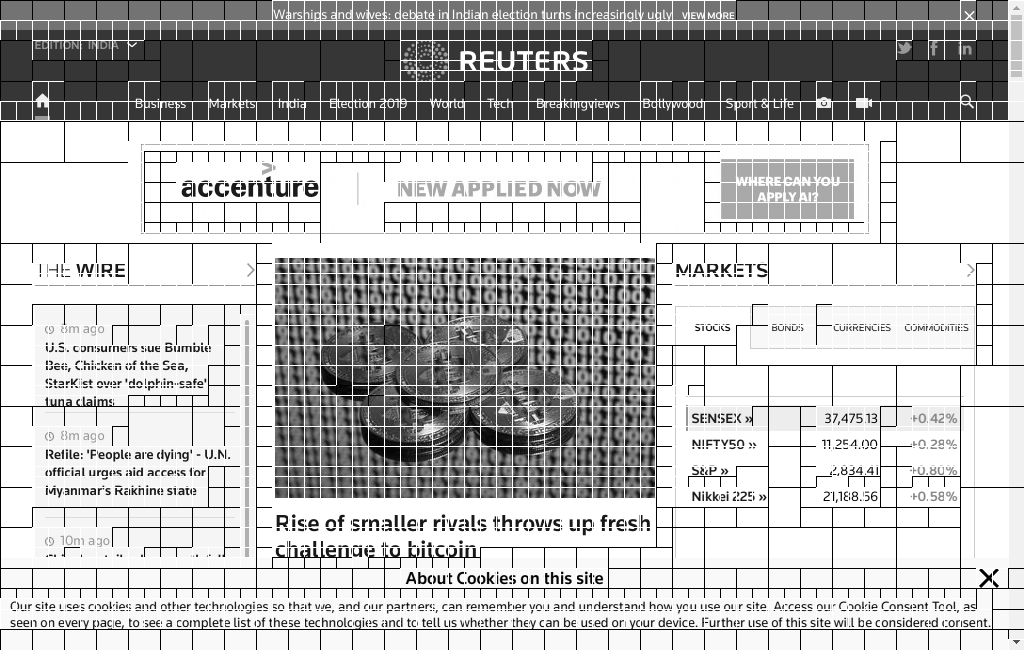 Warships and wives: debate in Indian election turns increasingly ugly VIEW MORE
EDITION: INDIA
REUTERS
Business Markets India Election 2019 World Tech Breakingviews Bollywood Sport & Life
accenture
NEW APPLIED NOW
WHERE CAN YOU
APPLY AI?
THE WIRE
8m ago
U.S. consumers sue Bumble
Bee, Chicken of the Sea,
StarKist over 'dolphin-safe'
tuna claims
8m ago
Refile: 'People are dying' - U.N.
official urges aid access for
Myanmar's Rakhine state
10m ago
Rise of smaller rivals throws up fresh
challenge to bitcoin
MARKETS
STOCKS BONDS CURRENCIES COMMODITIES
SENSEX » 37,475.13 +0.42%
NIFTY50 » 11,254.00 +0.28%
S&P » 2,834.41 +0.80%
Nikkei 225 » 21,188.56 +0.58%
About Cookies on this site
Our site uses cookies and other technologies so that we, and our partners, can remember you and understand how you use our site. Access our Cookie Consent Tool, as
seen on every page, to see a complete list of these technologies and to tell us whether they can be used on your device. Further use of this site will be considered consent.